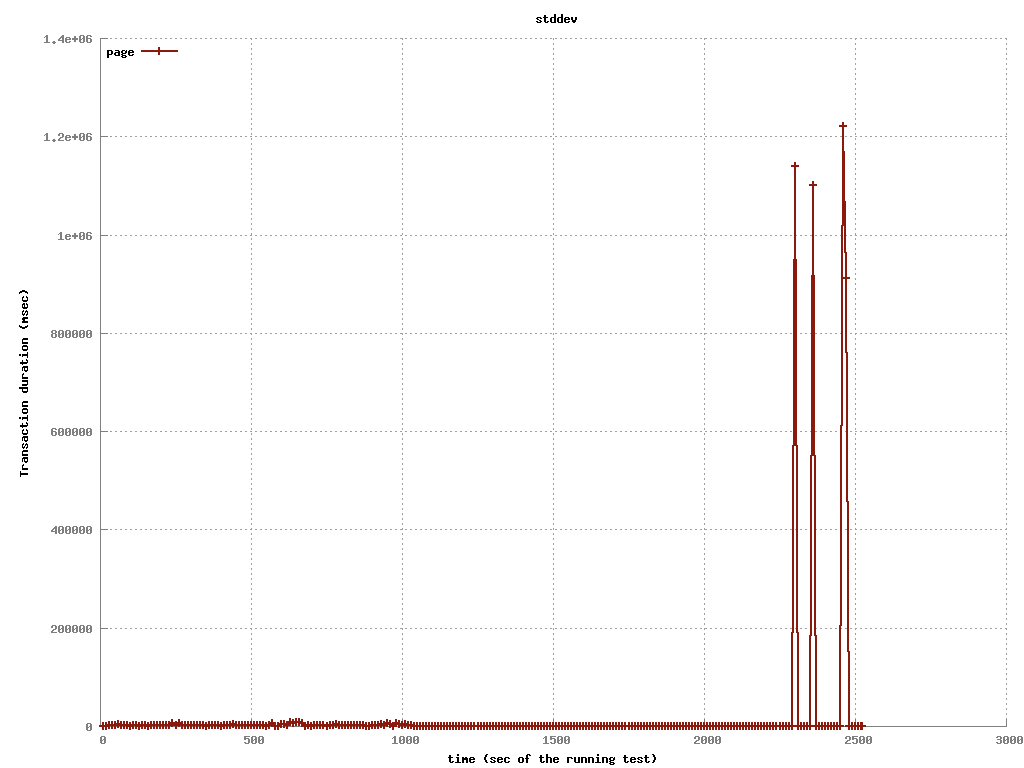 stddev
1.4e+06
page
1.2e+06
1e+06
800000
600000
400000
200000
0
Transaction duration (msec)
0 500 1000 1500 2000 2500 3000
time (sec of the running test)